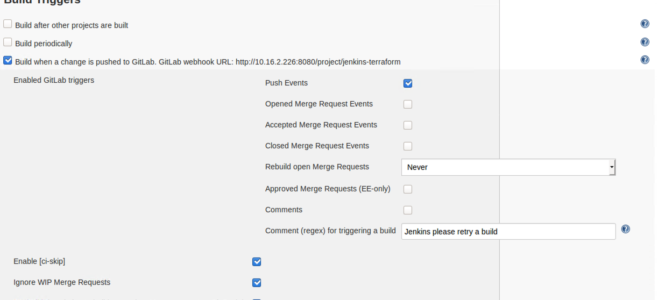 Build Triggers
Build after other projects are built
Build periodically
Build when a change is pushed to GitLab. GitLab webhook URL: http://10.16.2.226:8080/project/jenkins-terraform
Enabled GitLab triggers
Push Events
Opened Merge Request Events
Accepted Merge Request Events
Closed Merge Request Events
Rebuild open Merge Requests Never
Approved Merge Requests (EE-only)
Comments
Comment (regex) for triggering a build Jenkins please retry a build
Enable [ci-skip]
Ignore WIP Merge Requests